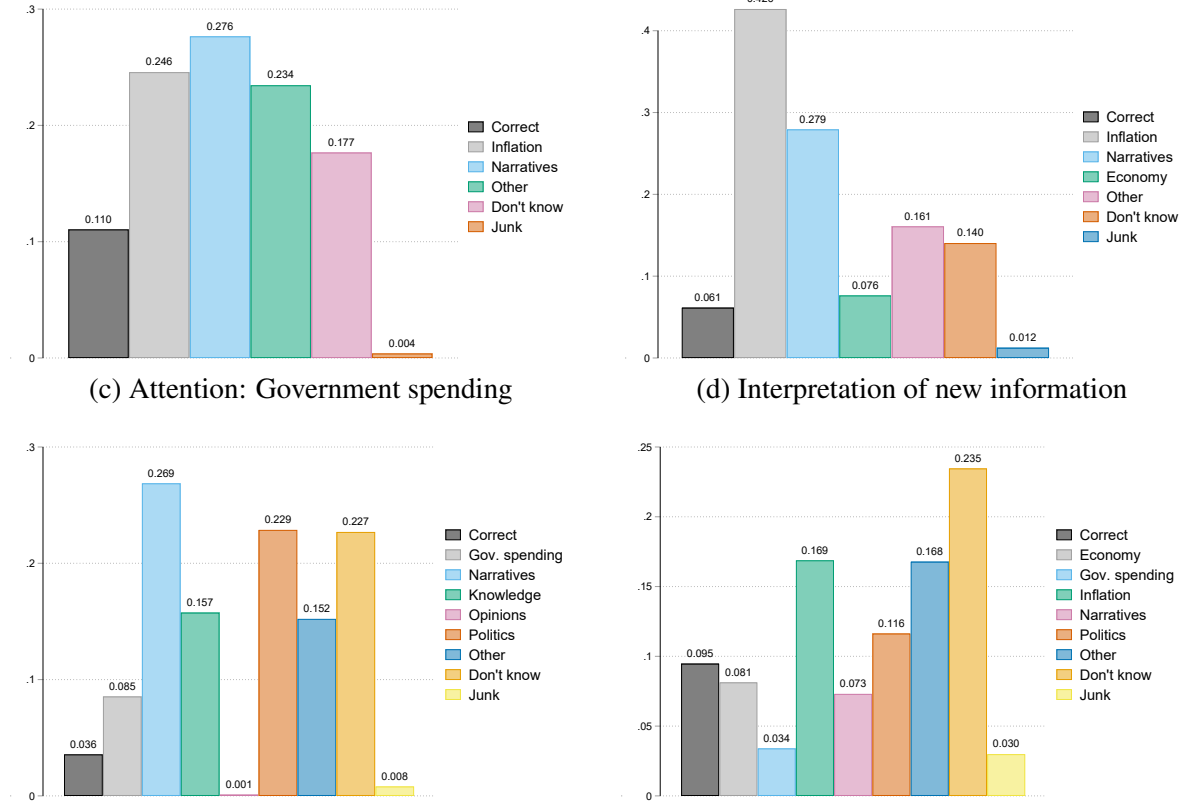 .3
.2
.1
0
0.110
0.246
0.276
0.234
0.177
0.004
Correct
Inflation
Narratives
Other
Don't know
Junk
(c) Attention: Government spending
.4
.3
.2
.1
0
0.061
0.279
0.076
0.161
0.140
0.012
Correct
Inflation
Narratives
Economy
Other
Don't know
Junk
(d) Interpretation of new information
.3
.2
.1
0
0.036
0.085
0.269
0.157
0.001
0.229
0.152
0.227
0.008
Correct
Gov. spending
Narratives
Knowledge
Opinions
Politics
Other
Don't know
Junk
.25
.2
.15
.1
.05
0
0.095
0.081
0.034
0.169
0.073
0.116
0.168
0.235
0.030
Correct
Economy
Gov. spending
Inflation
Narratives
Politics
Other
Don't know
Junk